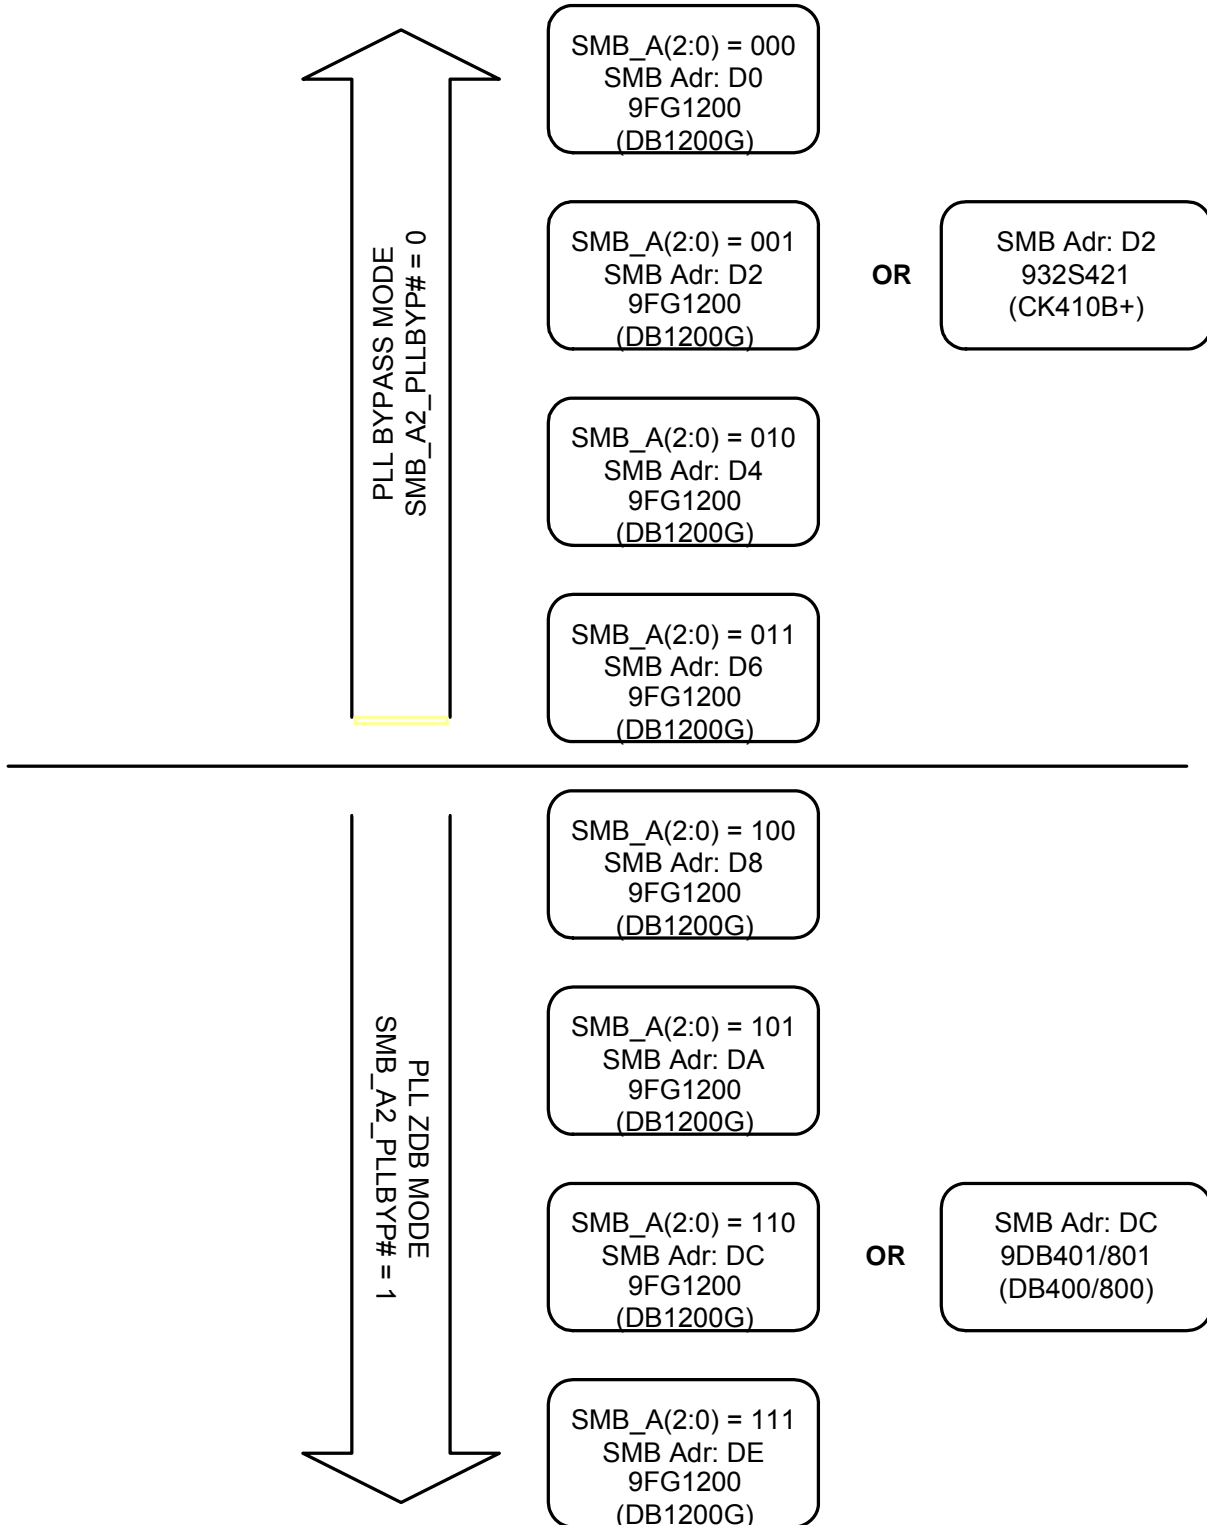 SMB_A(2:0) = 000
SMB Adr: D0
9FG1200
(DB1200G)
PLL BYPASS MODE
SMB_A2_PLLBYP# = 0
SMB_A(2:0) = 001
SMB Adr: D2
9FG1200
(DB1200G)
OR
SMB Adr: D2
932S421
(CK410B+)
SMB_A(2:0) = 010
SMB Adr: D4
9FG1200
(DB1200G)
SMB_A(2:0) = 011
SMB Adr: D6
9FG1200
(DB1200G)
SMB_A(2:0) = 100
SMB Adr: D8
9FG1200
(DB1200G)
PLL ZDB MODE
SMB_A2_PLLBYP# = 1
SMB_A(2:0) = 101
SMB Adr: DA
9FG1200
(DB1200G)
SMB_A(2:0) = 110
SMB Adr: DC
9FG1200
(DB1200G)
OR
SMB Adr: DC
9DB401/801
(DB400/800)
SMB_A(2:0) = 111
SMB Adr: DE
9FG1200
(DB1200G)